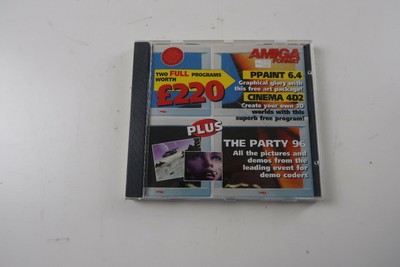 AMIGA
FORMAT
TWO FULL PROGRAMS
WORTH
£220
PPAINT 6.4
Graphical glory with
this free art package!
CINEMA 4D2
Create your own 3D
worlds with this
superb free program!
PLUS
THE PARTY 96
All the pictures and
demos from the
leading event for
demo coders